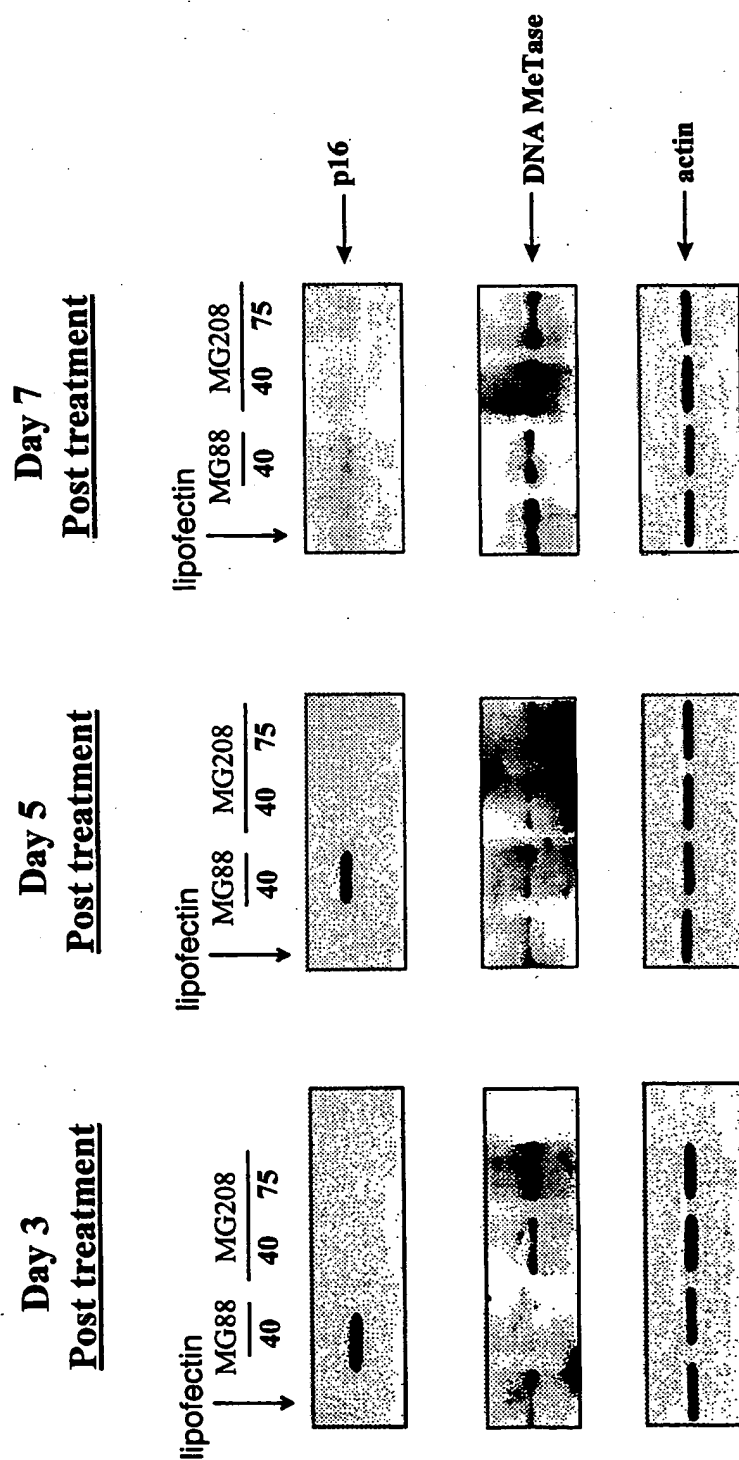 Day 3
Post treatment
lipofectin
MG88 MG208
40 40 75
Day 5
Post treatment
lipofectin
MG88 MG208
40 40 75
Day 7
Post treatment
lipofectin
MG88 MG208
40 40 75
p16
DNA MeTase
actin